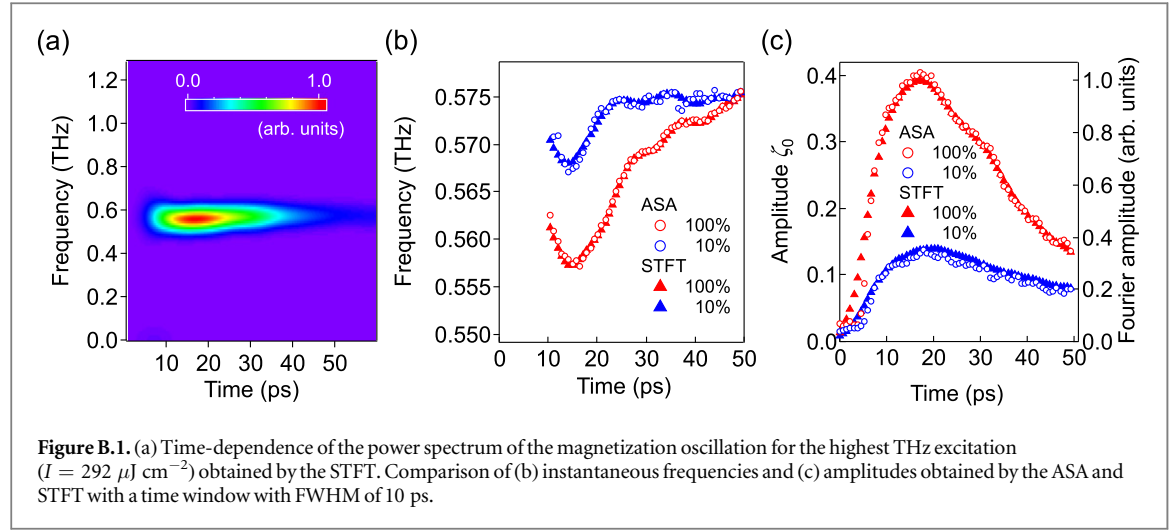 (a)
Frequency (THz)
1.2
1.0
0.8
0.6
0.4
0.2
0.0
0.0 1.0
(arb. units)
10 20 30 40 50
Time (ps)
(b)
Frequency (THz)
0.575
0.570
0.565
0.560
0.555
0.550
ASA
100%
10%
STFT
100%
10%
0 10 20 30 40 50
Time (ps)
(c)
Amplitude ζ₀
0.4
0.3
0.2
0.1
0.0
ASA
100%
10%
STFT
100%
10%
1.0
0.8
0.6
0.4
0.2
0.0
Fourier amplitude (arb. units)
0 10 20 30 40 50
Time (ps)
Figure B.1. (a) Time-dependence of the power spectrum of the magnetization oscillation for the highest THz excitation
(I = 292 μJ cm⁻²) obtained by the STFT. Comparison of (b) instantaneous frequencies and (c) amplitudes obtained by the ASA and
STFT with a time window with FWHM of 10 ps.